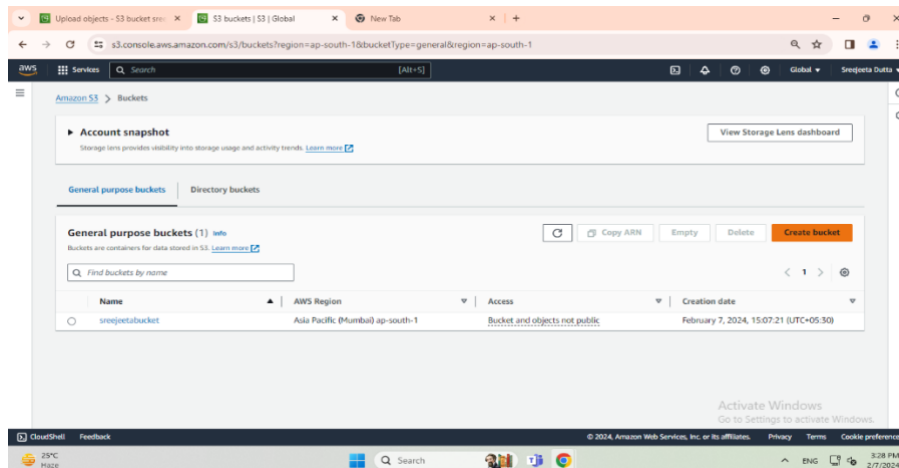 Upload objects - S3 bucket sree
S3 buckets | S3 | Global
New Tab
s3.console.aws.amazon.com/s3/buckets?region=ap-south-1&bucketType=general&region=ap-south-1
aws Services Search [Alt+S] Global Sreejeeta Dutta
Amazon S3 > Buckets
Account snapshot
View Storage Lens dashboard
Storage lens provides visibility into storage usage and activity trends. Learn more
General purpose buckets Directory buckets
General purpose buckets (1) Info
Copy ARN Empty Delete Create bucket
Buckets are containers for data stored in S3. Learn more
Find buckets by name
< 1 >
Name AWS Region Access Creation date
sreejeetabucket Asia Pacific (Mumbai) ap-south-1 Bucket and objects not public February 7, 2024, 15:07:21 (UTC+05:30)
Activate Windows
Go to Settings to activate Windows.
CloudShell Feedback © 2024, Amazon Web Services, Inc. or its affiliates. Privacy Terms Cookie preference
25°C
Haze
Search
ENG
3:28 PM
2/7/2024